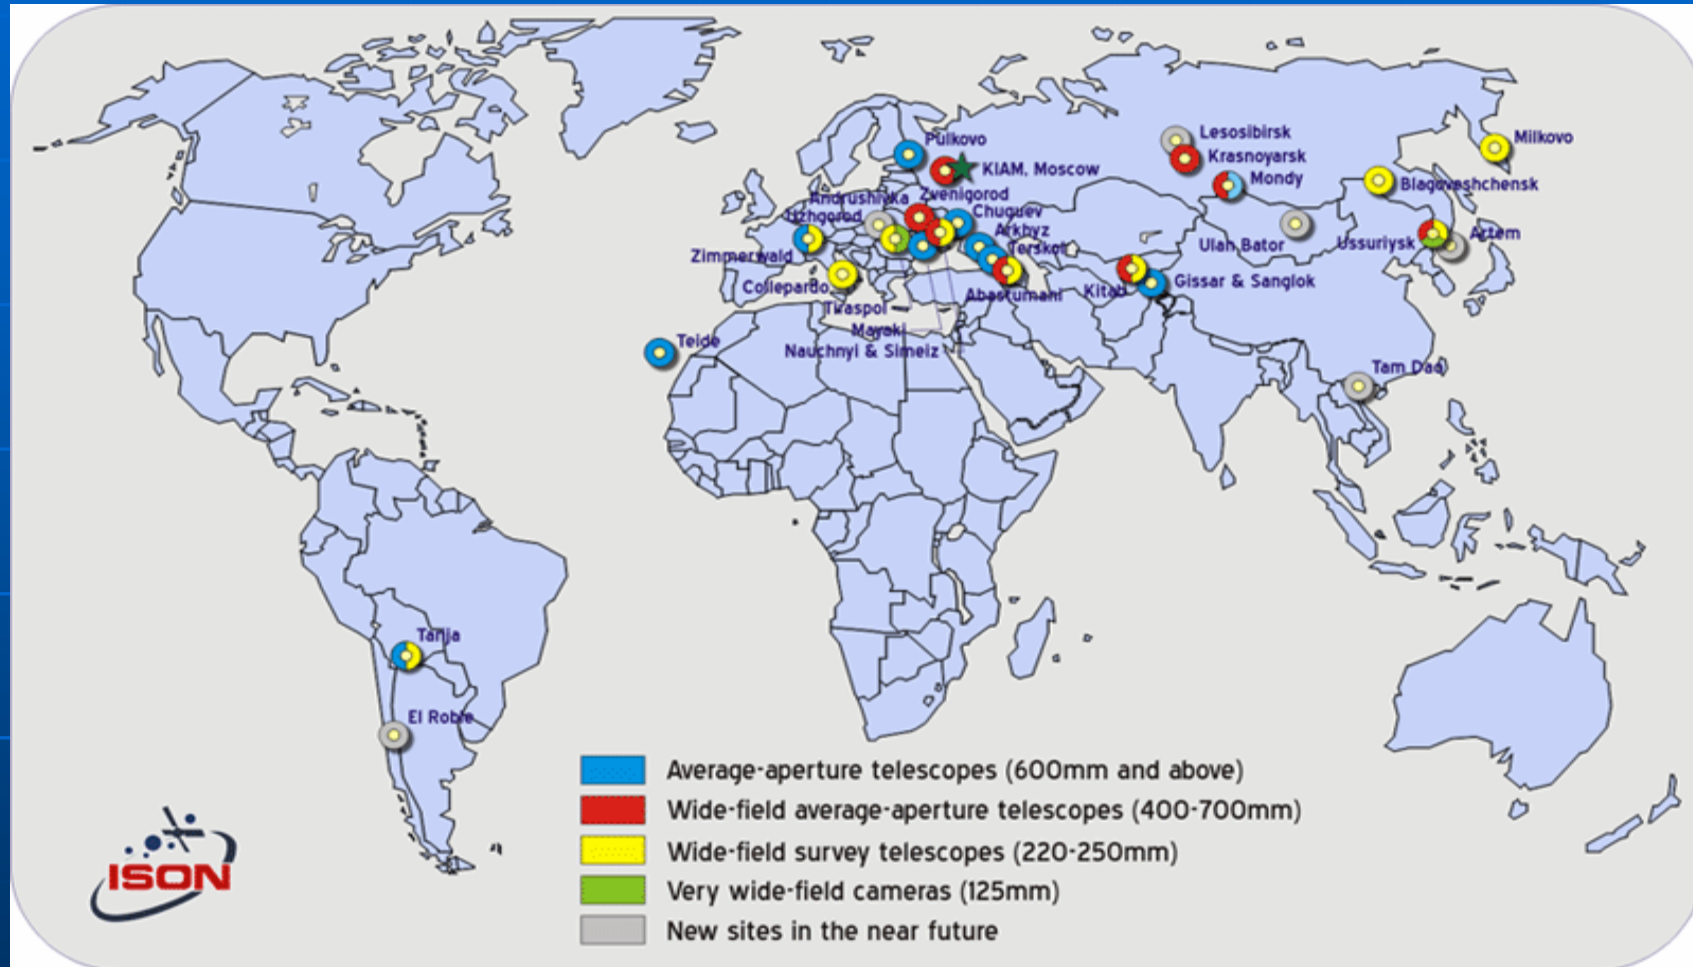 Lesosibirsk
Milkovo
Pulkovo
Krasnoyarsk
KIAM, Moscow
Mondy
Blagoveshchensk
Andrushivka
Zvenigorod
Uzhgorod
Chuguev
Arkhyz
Ussuriysk
Artem
Ulan Bator
Terskol
Zimmerwald
Gissar & Sanglok
Collepardo
Abastumani
Kitab
Tiraspol
Mayaki
Teide
Nauchnyi & Simeiz
Tam Dao
Tarija
El Roble
Average-aperture telescopes (600mm and above)
Wide-field average-aperture telescopes (400-700mm)
Wide-field survey telescopes (220-250mm)
Very wide-field cameras (125mm)
New sites in the near future
ISON